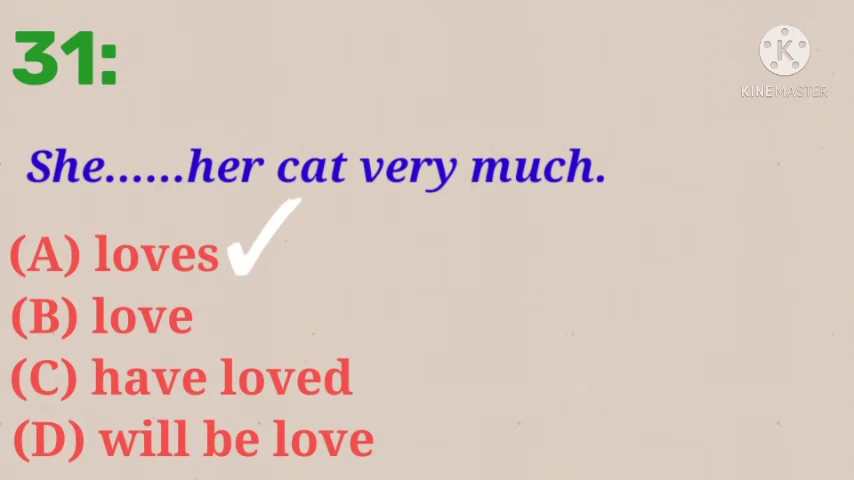 31:
K
KINEMASTER
She......her cat very much.
(A) loves
(B) love
(C) have loved
(D) will be love